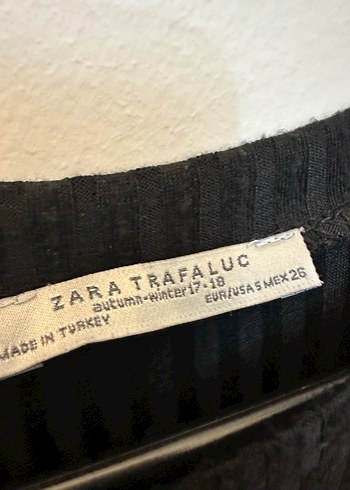 ZARA TRAFALUC
autumn-winter 17-18
EUR/USA S MEX 26
MADE IN TURKEY